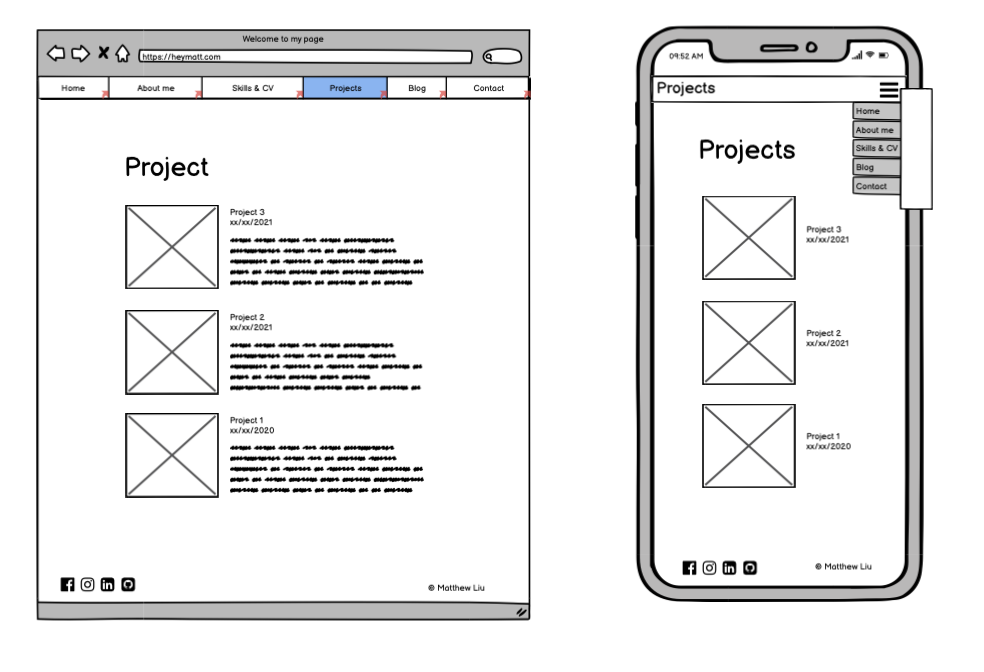 Welcome to my page
https://heymatt.com
Home About me Skills & CV Projects Blog Contact
Project
Project 3
xx/xx/2021
Project 2
xx/xx/2021
Project 1
xx/xx/2020
© Matthew Liu
09:52 AM
Projects
Home
About me
Skills & CV
Blog
Contact
Projects
Project 3
xx/xx/2021
Project 2
xx/xx/2021
Project 1
xx/xx/2020
© Matthew Liu